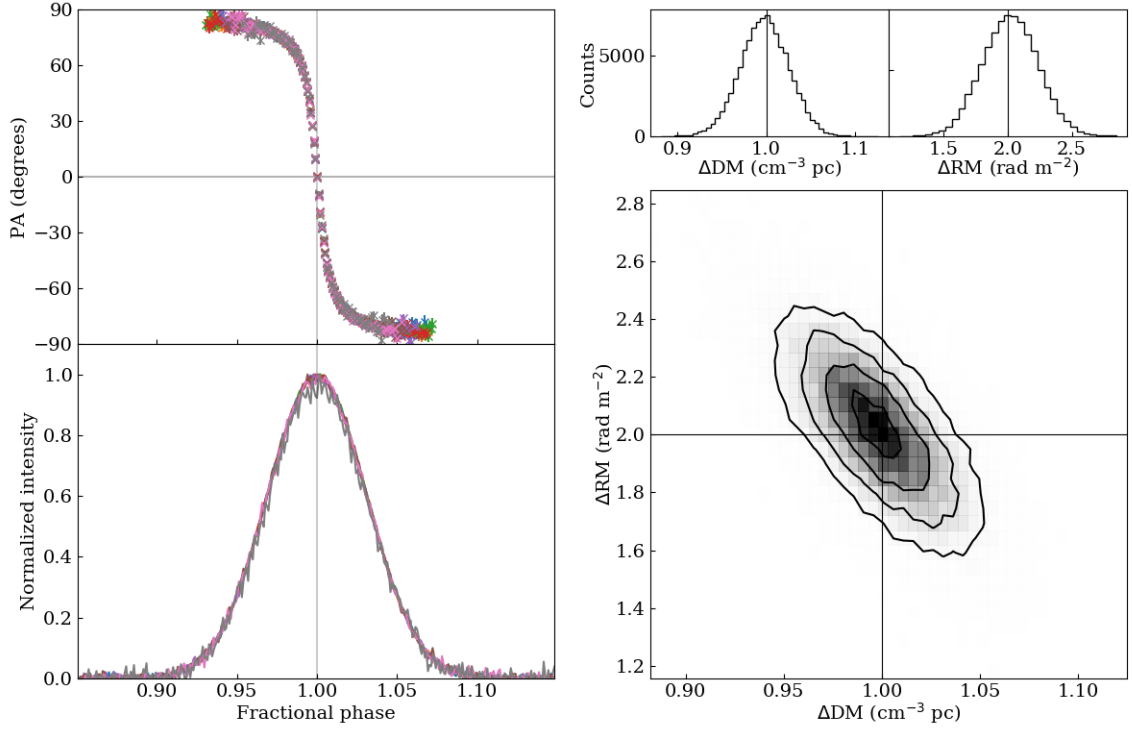 90
60
30
0
−30
−60
−90
PA (degrees)
1.0
0.8
0.6
0.4
0.2
0.0
Normalized intensity
0.90 0.95 1.00 1.05 1.10
Fractional phase
5000
0
Counts
0.9 1.0 1.1
ΔDM (cm⁻³ pc)
1.5 2.0 2.5
ΔRM (rad m⁻²)
2.8
2.6
2.4
2.2
2.0
1.8
1.6
1.4
1.2
ΔRM (rad m⁻²)
0.90 0.95 1.00 1.05 1.10
ΔDM (cm⁻³ pc)